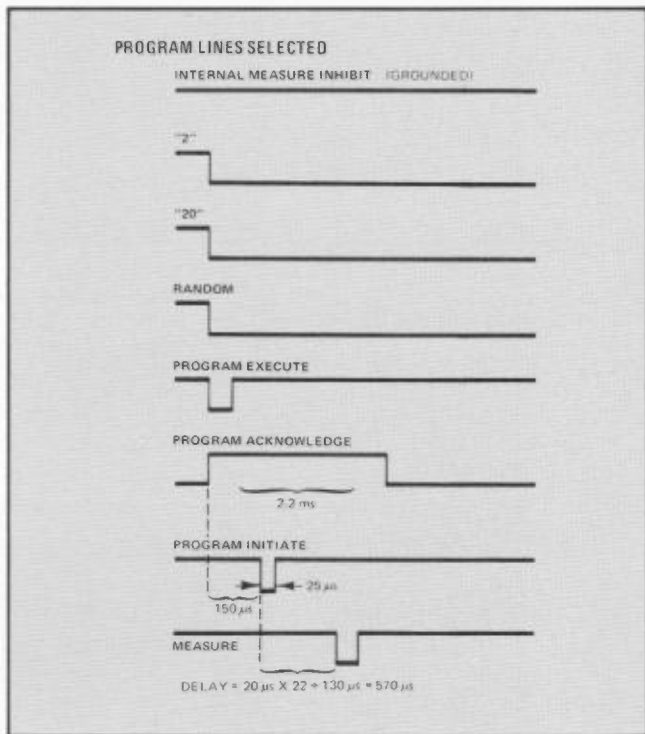 PROGRAM LINES SELECTED
INTERNAL MEASURE INHIBIT (GROUNDED)
"2"
"20"
RANDOM
PROGRAM EXECUTE
PROGRAM ACKNOWLEDGE
2.2 ms
PROGRAM INITIATE
25 µs
150 µs
MEASURE
DELAY = 20 µs X 22 + 130 µs = 570 µs